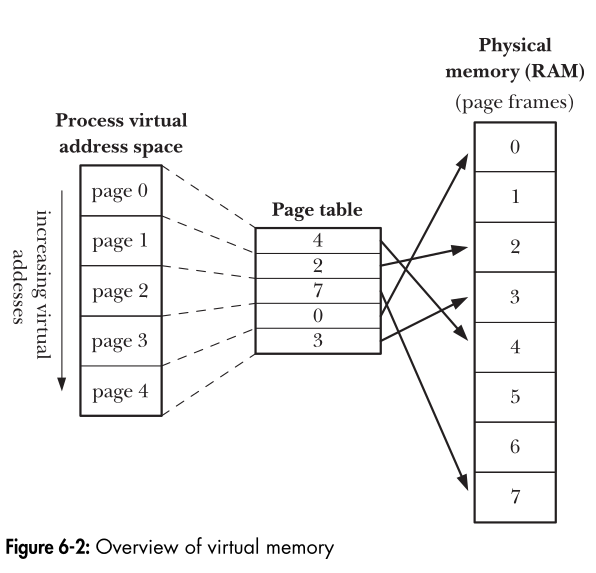 Physical
memory (RAM)
(page frames)
Process virtual
address space
Page table
increasing virtual
addesses
page 0
page 1
page 2
page 3
page 4
4
2
7
0
3
0
1
2
3
4
5
6
7
Figure 6-2: Overview of virtual memory